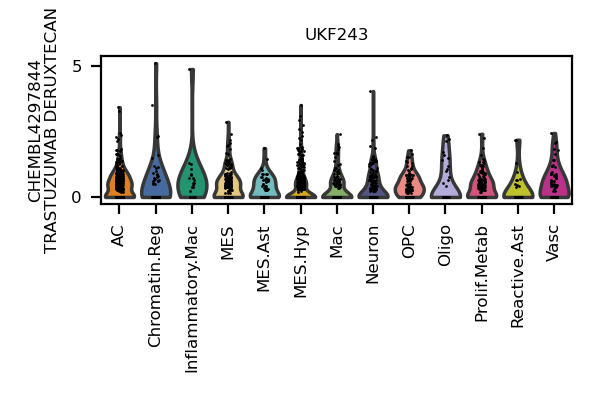 UKF243
CHEMBL4297844
TRASTUZUMAB DERUXTECAN
5
0
AC
Chromatin.Reg
Inflammatory.Mac
MES
MES.Ast
MES.Hyp
Mac
Neuron
OPC
Oligo
Prolif.Metab
Reactive.Ast
Vasc